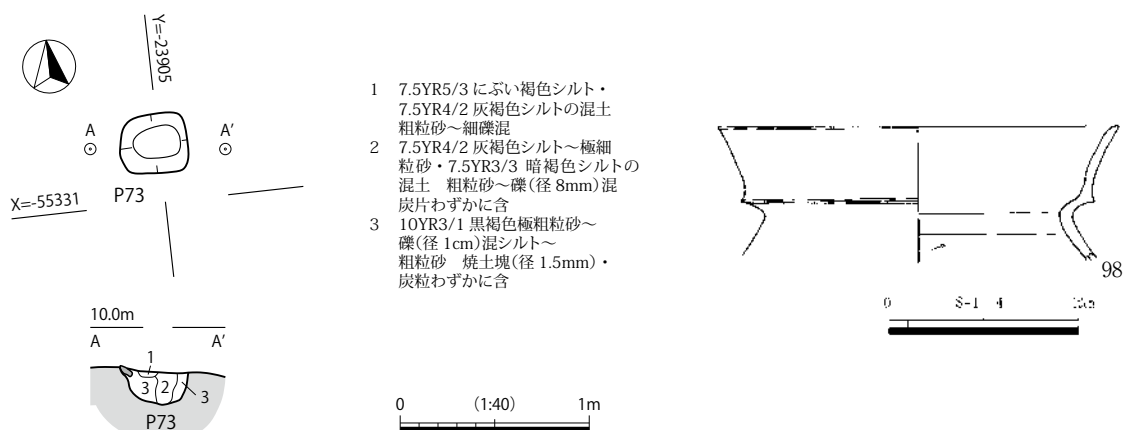 Y=-23905
A
A'
X=-55331
P73
10.0m
A
A'
1
3
2
3
P73
1 7.5YR5/3 にぶい褐色シルト・
7.5YR4/2 灰褐色シルトの混土
粗粒砂～細礫混
2 7.5YR4/2 灰褐色シルト～極細
粒砂・7.5YR3/3 暗褐色シルトの
混土 粗粒砂～礫(径 8mm)混
炭片わずかに含
3 10YR3/1 黒褐色極粗粒砂～
礫(径 1cm)混シルト～
粗粒砂 焼土塊(径 1.5mm)・
炭粒わずかに含
0 (1:40) 1m
98
0